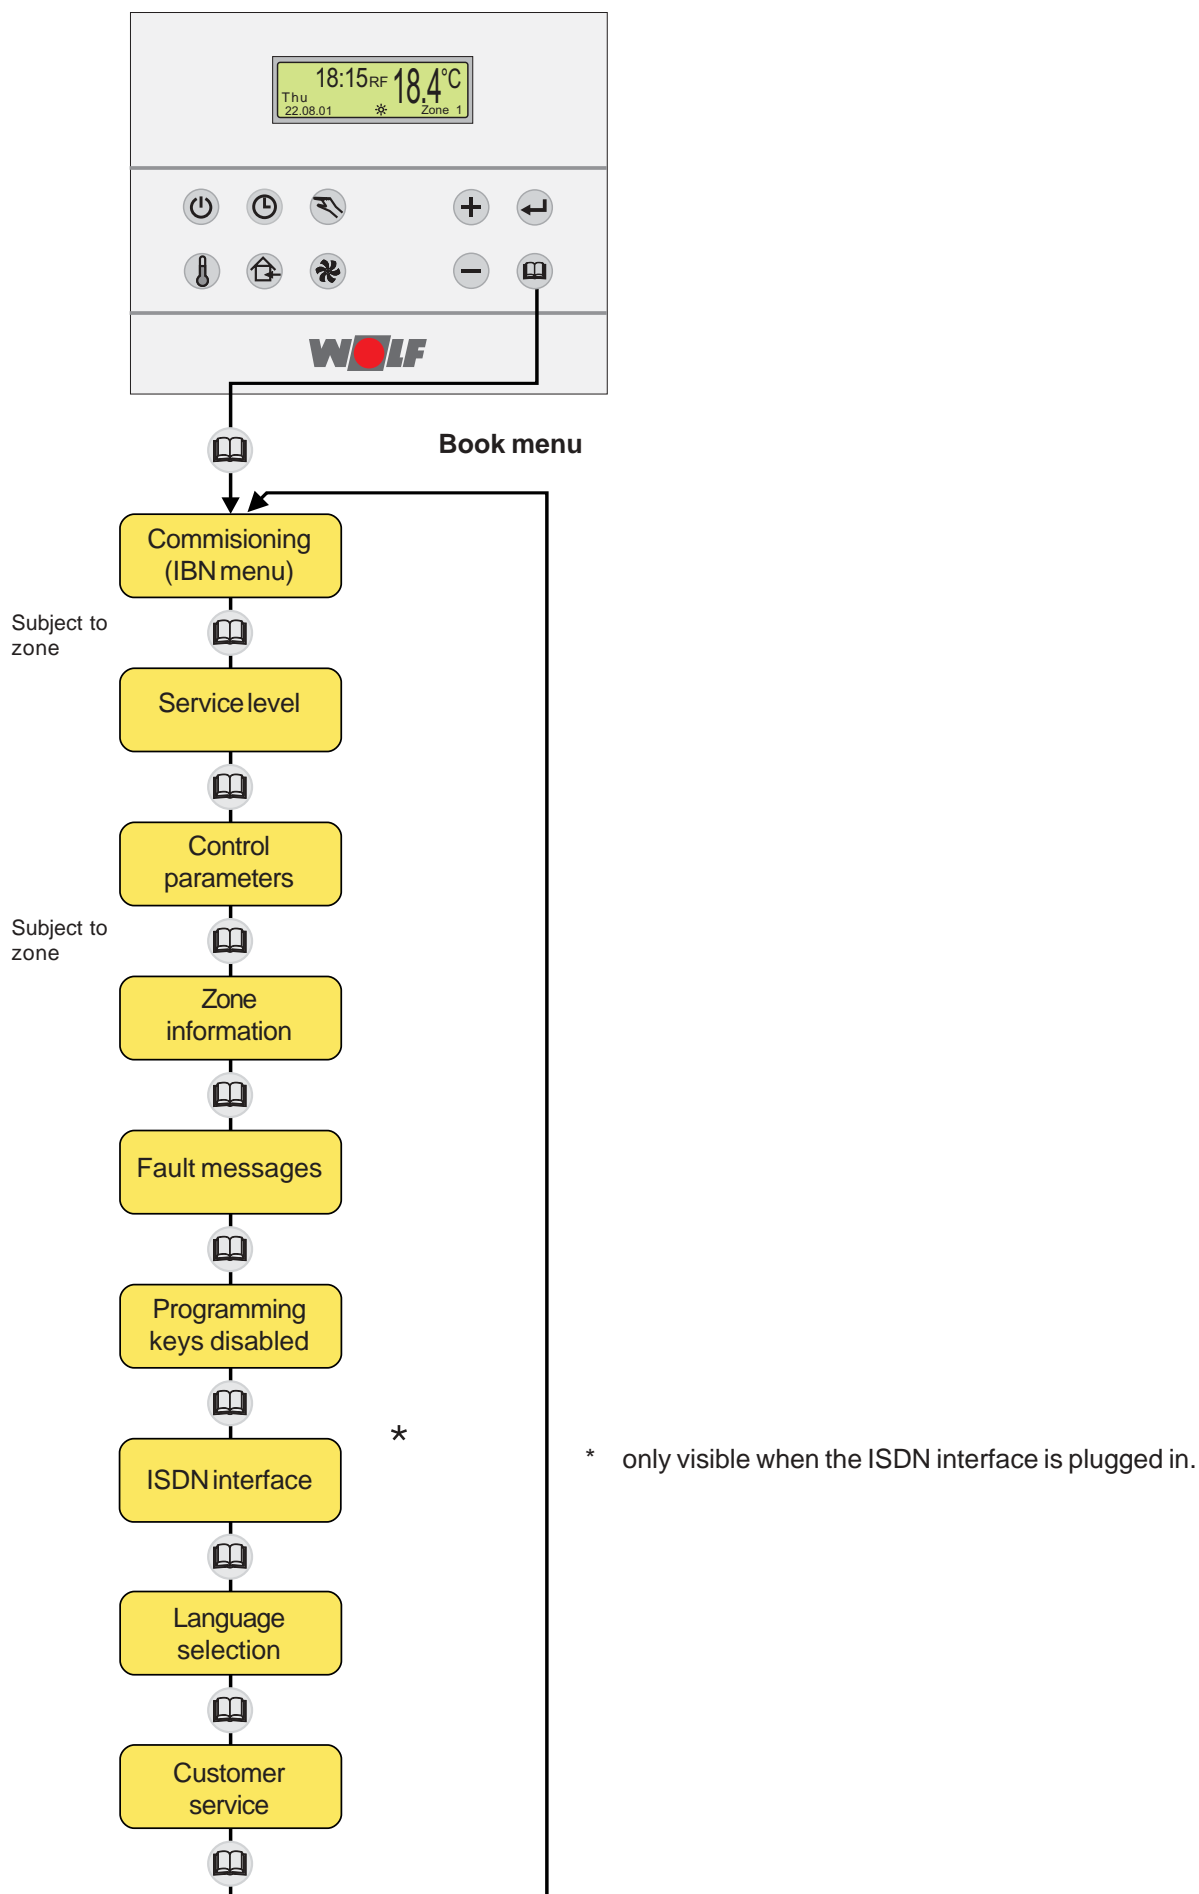 18:15 RF 18.4°C
Thu
22.08.01 Zone 1
WOLF
Book menu
Commisioning
(IBN menu)
Subject to
zone
Service level
Control
parameters
Subject to
zone
Zone
information
Fault messages
Programming
keys disabled
*
ISDN interface
* only visible when the ISDN interface is plugged in.
Language
selection
Customer
service